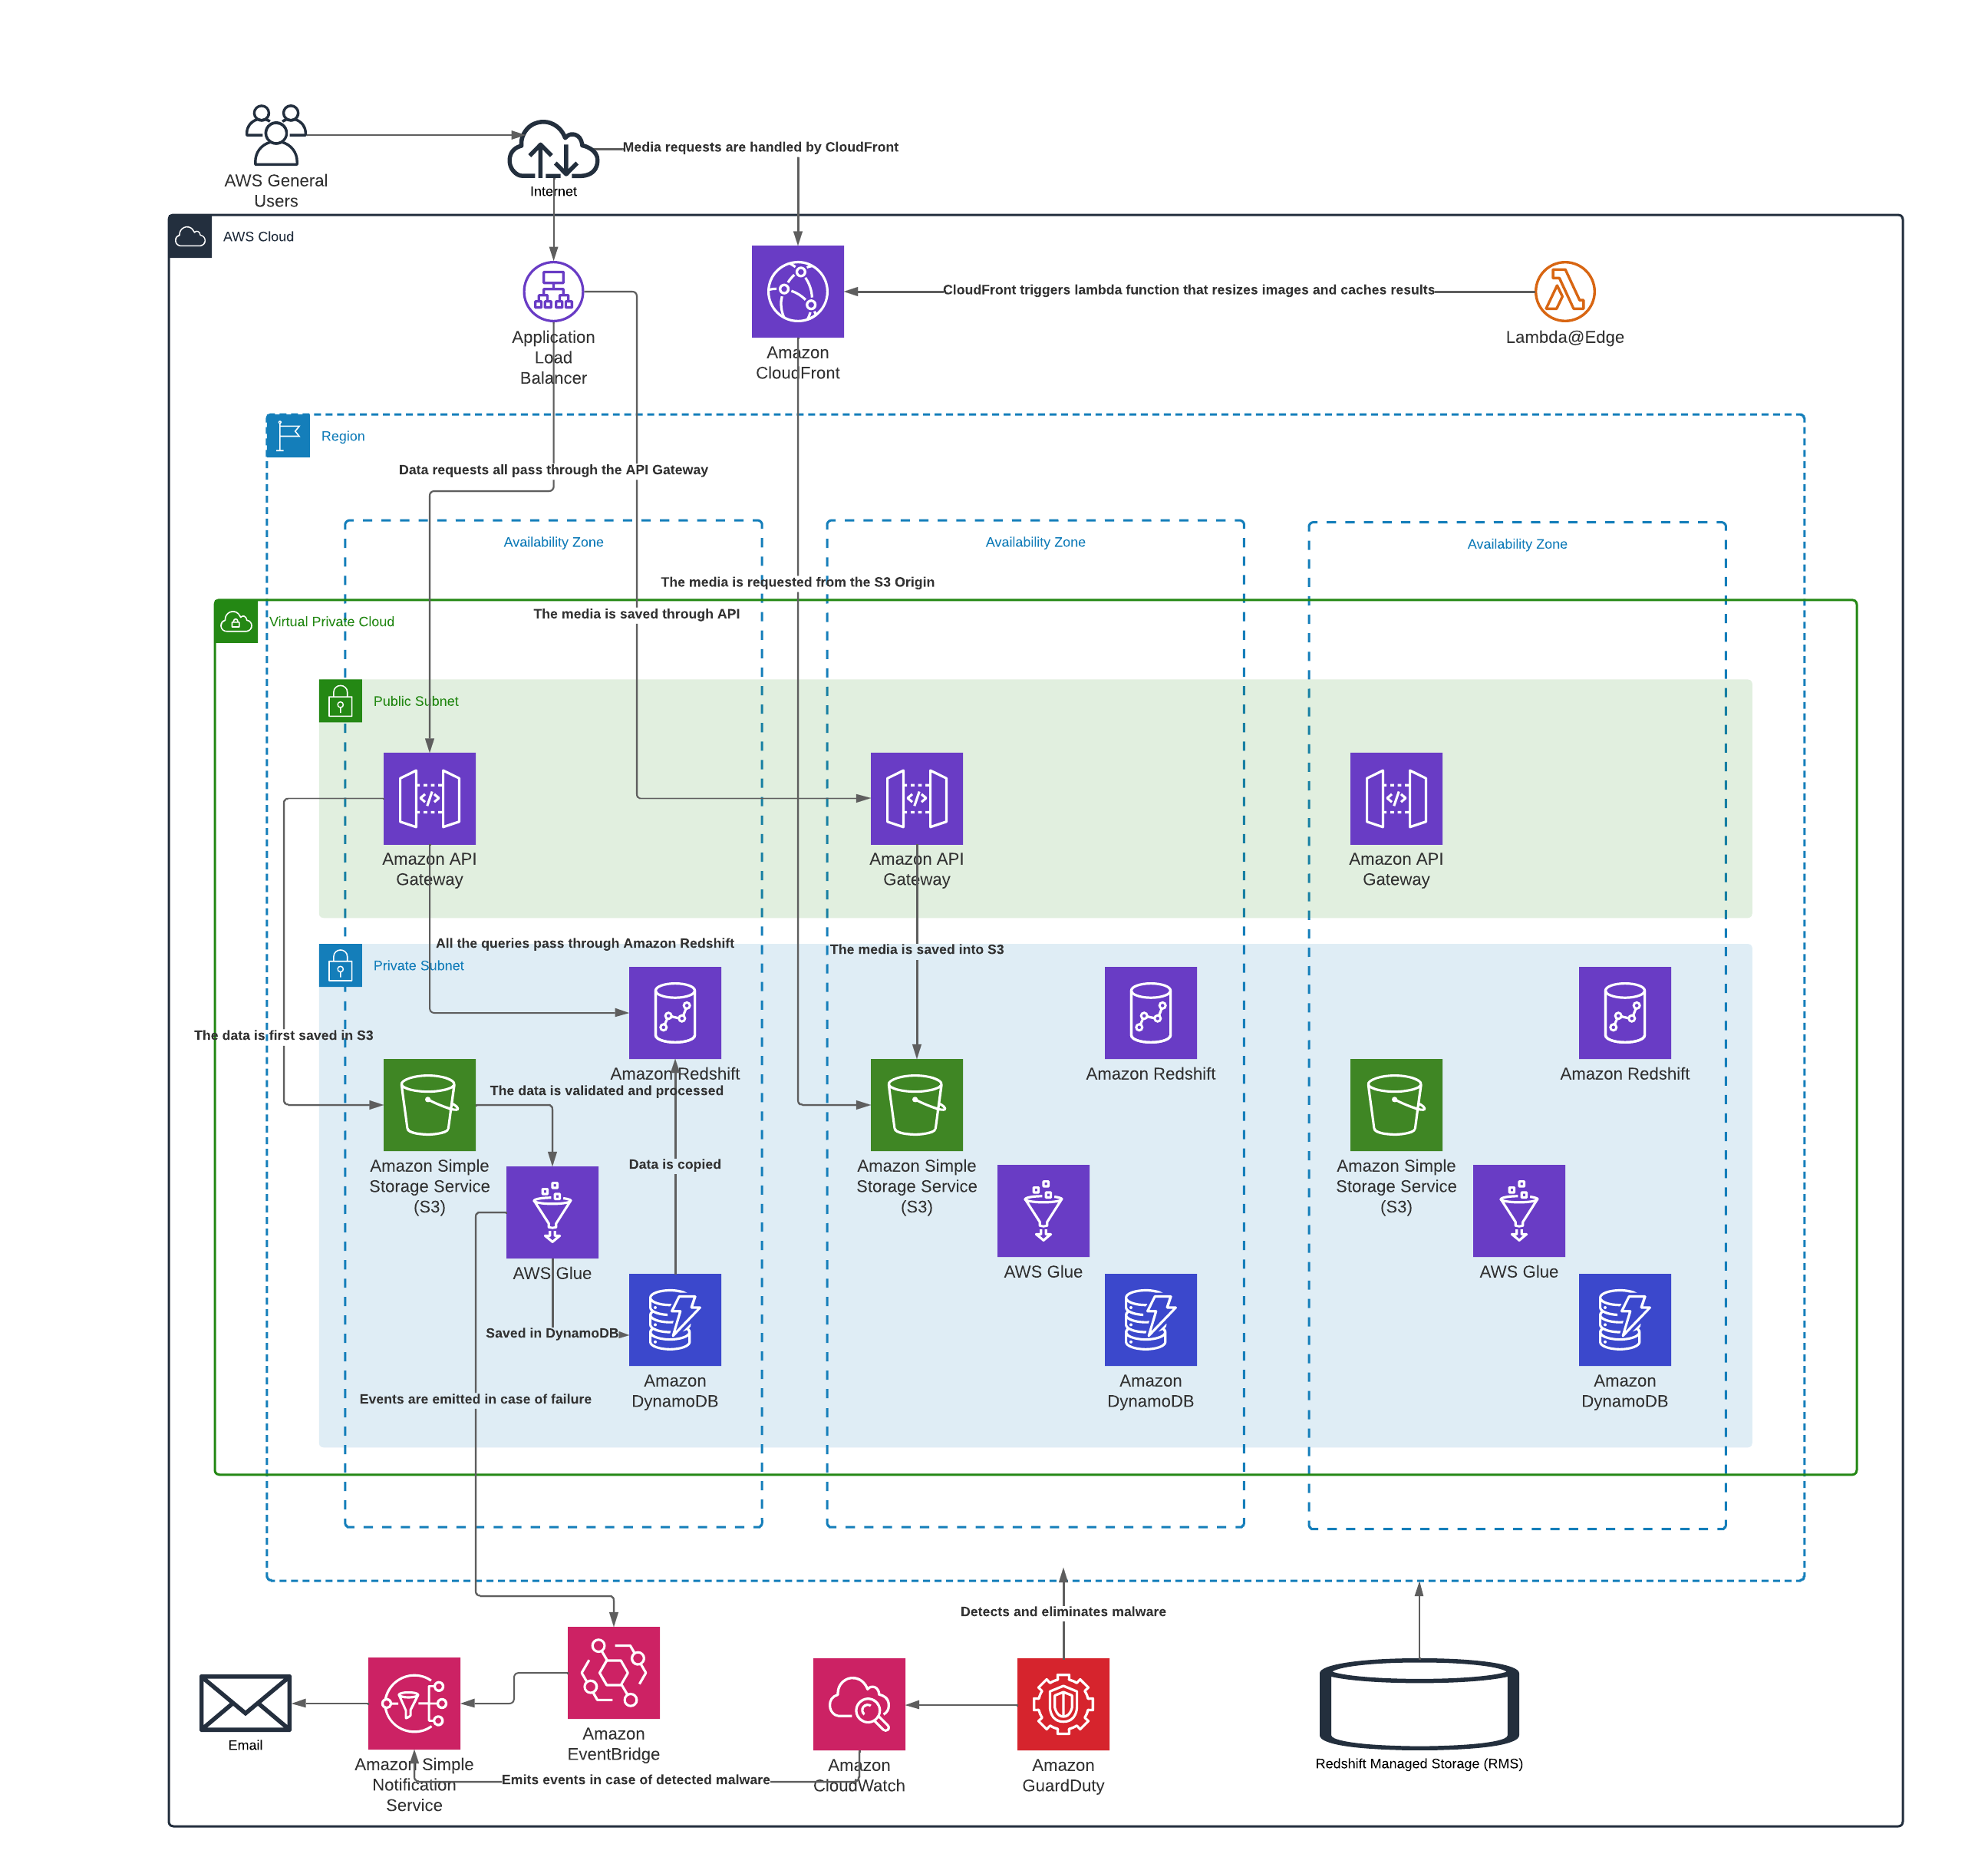 Media requests are handled by CloudFront
AWS General
Users
Internet
AWS Cloud
CloudFront triggers lambda function that resizes images and caches results
Application
Load
Balancer
Amazon
CloudFront
Lambda@Edge
Region
Data requests all pass through the API Gateway
Availability Zone
Availability Zone
Availability Zone
The media is requested from the S3 Origin
The media is saved through API
Virtual Private Cloud
Public Subnet
Amazon API
Gateway
Amazon API
Gateway
Amazon API
Gateway
All the queries pass through Amazon Redshift
The media is saved into S3
Private Subnet
The data is first saved in S3
Amazon Redshift
Amazon Redshift
Amazon Redshift
The data is validated and processed
Data is copied
Amazon Simple
Storage Service
(S3)
Amazon Simple
Storage Service
(S3)
Amazon Simple
Storage Service
(S3)
AWS Glue
AWS Glue
AWS Glue
Saved in DynamoDB
Amazon
DynamoDB
Amazon
DynamoDB
Amazon
DynamoDB
Events are emitted in case of failure
Detects and eliminates malware
Email
Amazon Simple
Notification
Service
Amazon
EventBridge
Emits events in case of detected malware
Amazon
CloudWatch
Amazon
GuardDuty
Redshift Managed Storage (RMS)